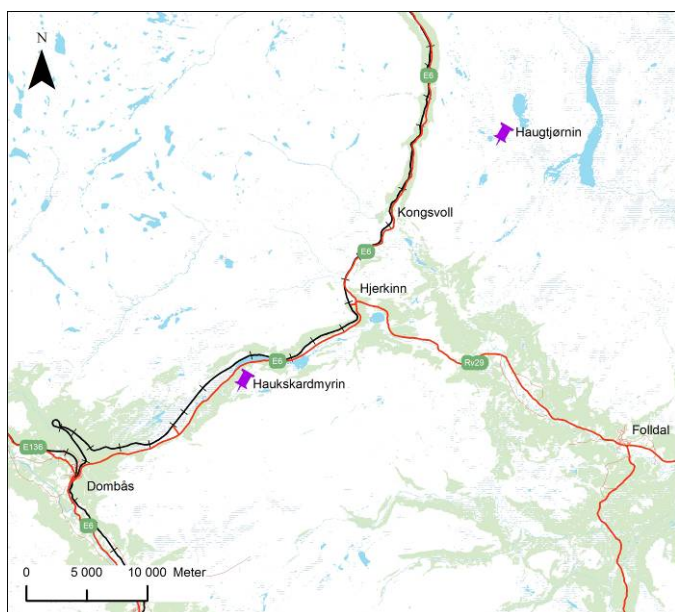 N
E6
Haugtjørnin
Kongsvoll
E6
Hjerkinn
E6
Rv29
Haukskardmyrin
Folldal
E136
Dombås
E6
0 5 000 10 000 Meter